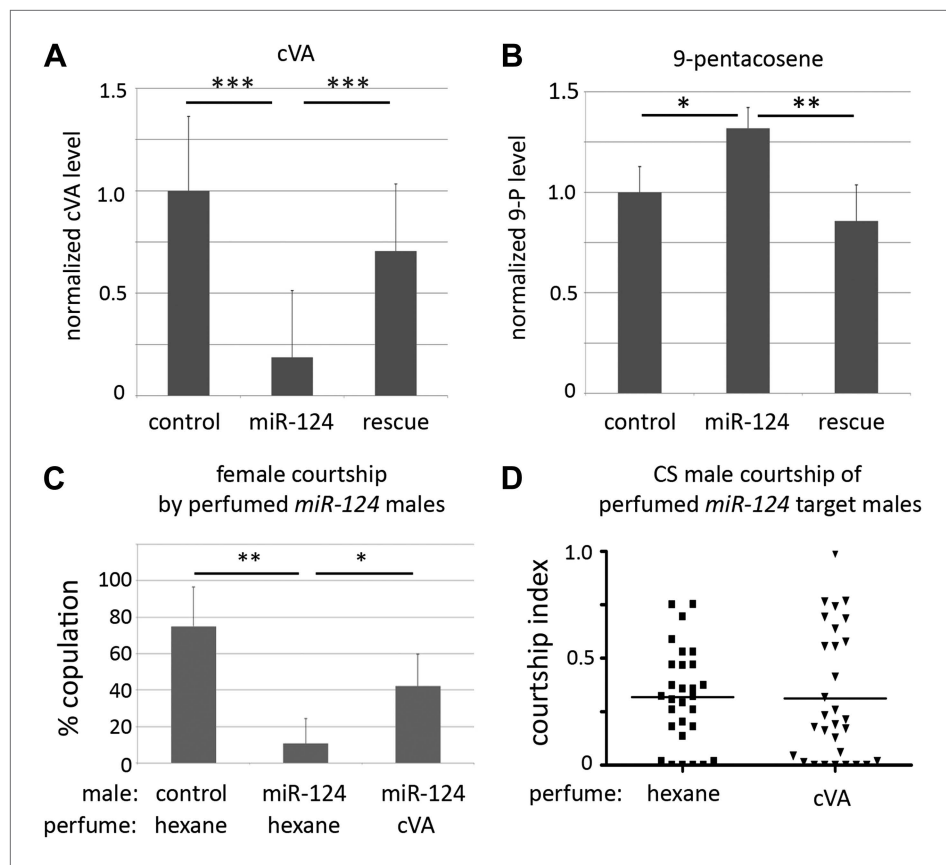 A
cVA
*** ***
normalized cVA level
1.5
1.0
0.5
0
control miR-124 rescue
B
9-pentacosene
* **
normalized 9-P level
1.5
1.0
0.5
0
control miR-124 rescue
C
female courtship
by perfumed miR-124 males
** *
% copulation
100
80
60
40
20
0
male: control miR-124 miR-124
perfume: hexane hexane cVA
D
CS male courtship of
perfumed miR-124 target males
courtship index
1.0
0.5
0
perfume: hexane cVA